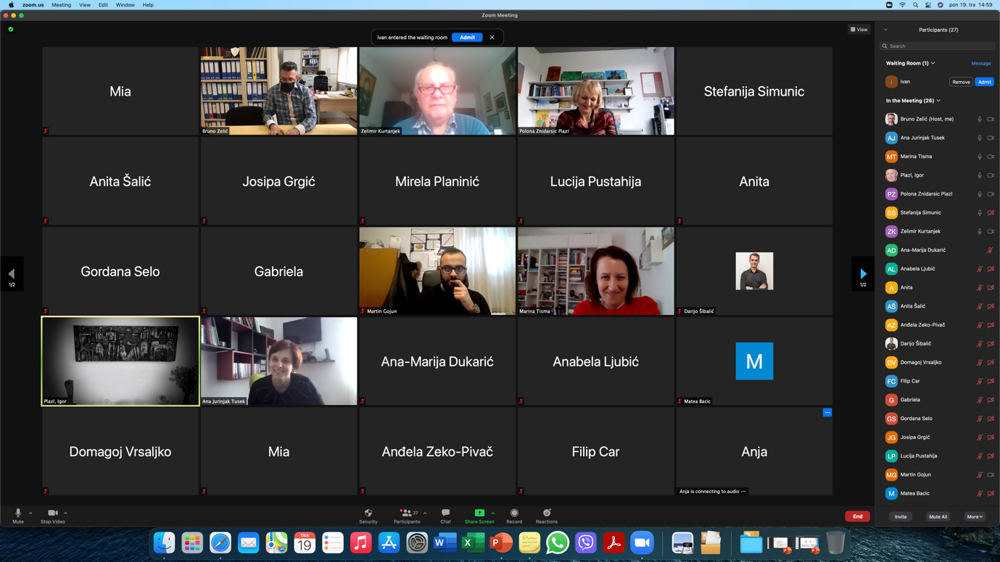 zoom.us Meeting View Edit Window Help
pon 19. tra 14:59
Zoom Meeting
ivan entered the waiting room Admit
View
Mia
Bruno Zelić
Zelimir Kurtanjek
Polona Znidarsic Plazl
Stefanija Simunic
Anita Šalić
Josipa Grgić
Mirela Planinić
Lucija Pustahija
Anita
Gordana Selo
Gabriela
Martin Gojun
Marina Tisma
Darijo Šibalić
1/2
1/2
Plazl, Igor
Ana Jurinjak Tusek
Ana-Marija Dukarić
Anabela Ljubić
M
Matea Bacic
Domagoj Vrsaljko
Mia
Anđela Zeko-Pivač
Filip Car
Anja
Anja is connecting to audio
Participants (27)
Search
Waiting Room (1) Message
i ivan Remove Admit
In the Meeting (26)
Bruno Zelić (Host, me)
AJ Ana Jurinjak Tusek
MT Marina Tisma
Plazl, Igor
PZ Polona Znidarsic Plazl
SS Stefanija Simunic
ZK Zelimir Kurtanjek
AD Ana-Marija Dukarić
AL Anabela Ljubić
A Anita
AŠ Anita Šalić
AZ Anđela Zeko-Pivač
Darijo Šibalić
DV Domagoj Vrsaljko
FC Filip Car
G Gabriela
GS Gordana Selo
JG Josipa Grgić
LP Lucija Pustahija
MG Martin Gojun
M Matea Bacic
Mute
Stop Video
Security
27
Participants
Chat
Share Screen
Record
Reactions
End
Invite
Mute All
More
TRA
19
W
X
P